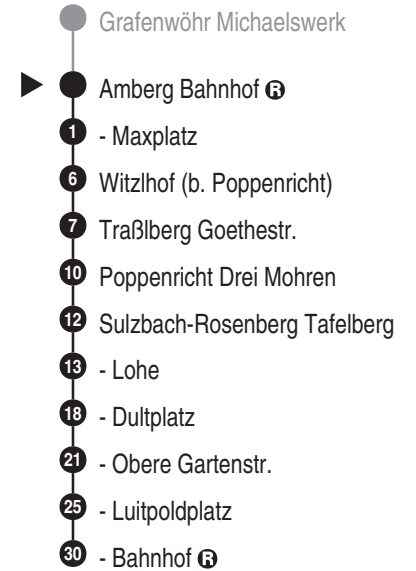 Grafenwöhr Michaelswerk
Amberg Bahnhof R
1 - Maxplatz
6 Witzlhof (b. Poppenricht)
7 Traßlberg Goethestr.
10 Poppenricht Drei Mohren
12 Sulzbach-Rosenberg Tafelberg
13 - Lohe
18 - Dultplatz
21 - Obere Gartenstr.
25 - Luitpoldplatz
30 - Bahnhof R